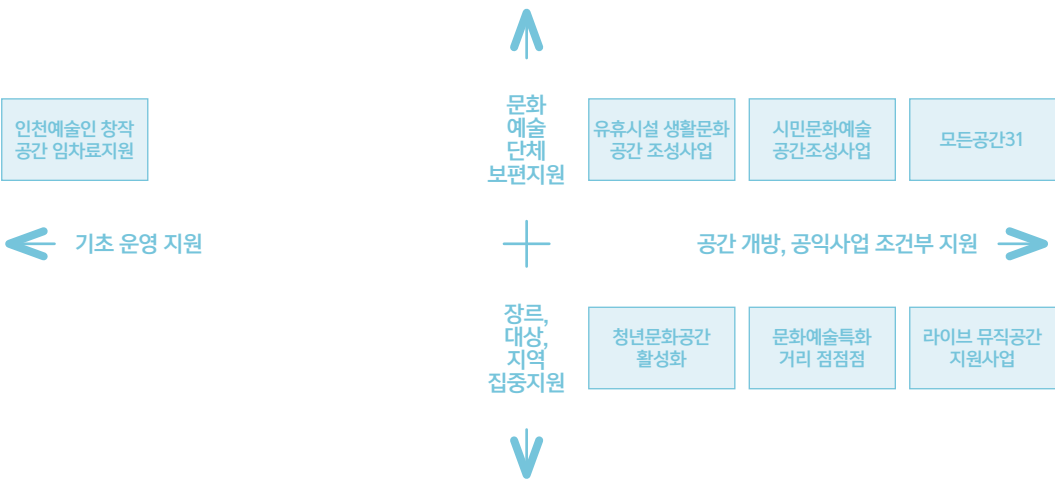 문화
예술
단체
보편지원
인천예술인 창작
공간 임차료지원
유휴시설 생활문화
공간 조성사업
시민문화예술
공간조성사업
모든공간31
기초 운영 지원
공간 개방, 공익사업 조건부 지원
장르,
대상,
지역
집중지원
청년문화공간
활성화
문화예술특화
거리 점점점
라이브 뮤직공간
지원사업